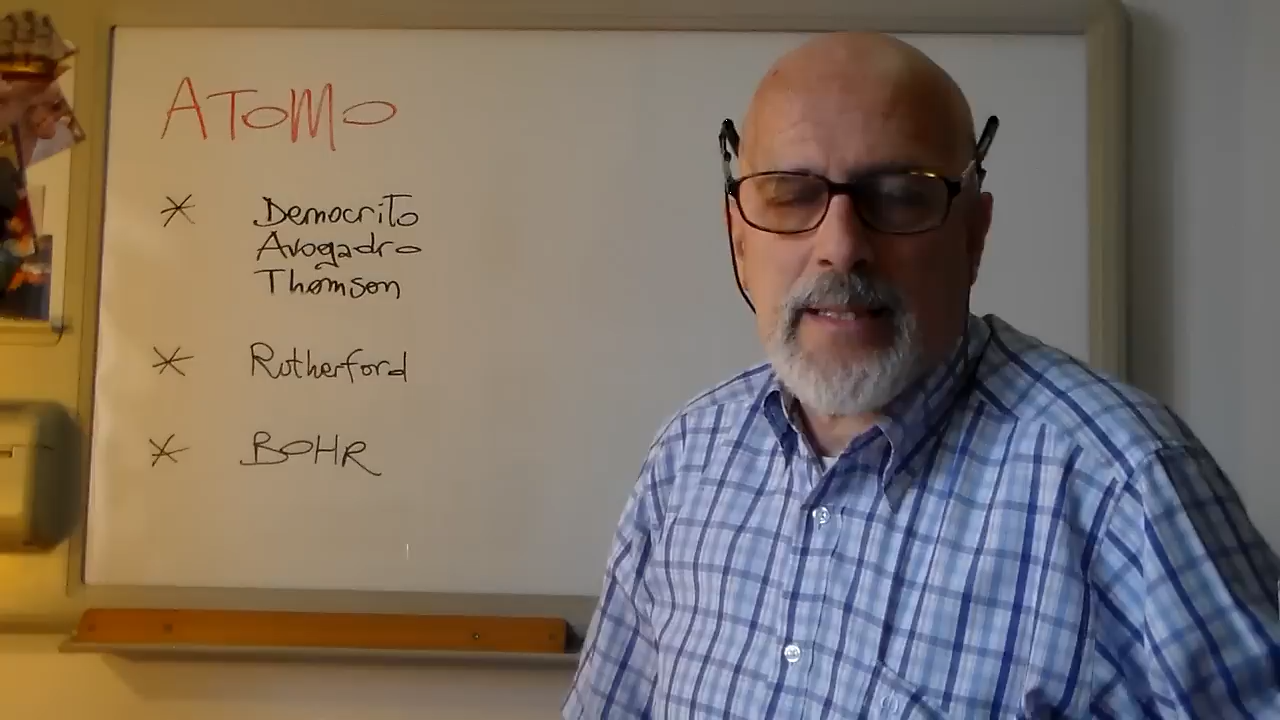 ATOMO
* Democrito
Avogadro
Thomson
* Rutherford
* BOHR